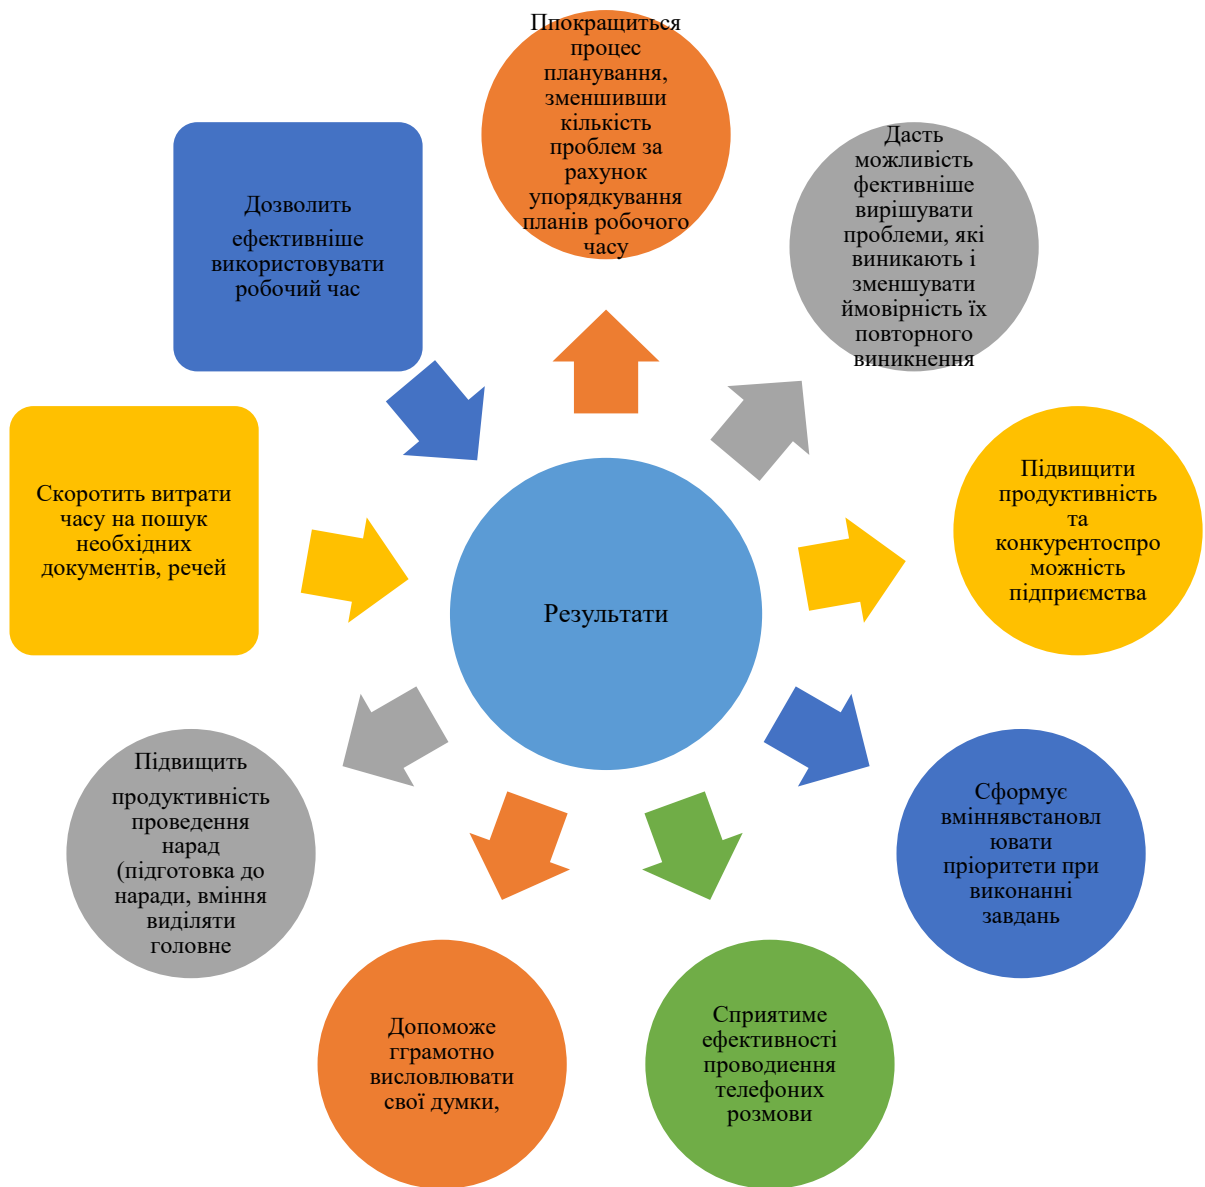 Ппокращиться
процес
планування,
зменшивши
кількість
проблем за
рахунок
упорядкування
планів робочого
часу
Дасть
можливість
фективніше
вирішувати
проблеми, які
виникають і
зменшувати
ймовірність їх
повторного
виникнення
Дозволить
ефективніше
використовувати
робочий час
Скоротить витрати
часу на пошук
необхідних
документів, речей
Підвищити
продуктивність
та
конкурентоспро
можність
підприємства
Результати
Підвищить
продуктивність
проведення
нарад
(підготовка до
наради, вміння
виділяти
головне
Сформує
вміннявстановл
ювати
пріоритети при
виконанні
завдань
Допоможе
гграмотно
висловлювати
свої думки,
Сприятиме
ефективності
проводиення
телефоних
розмови